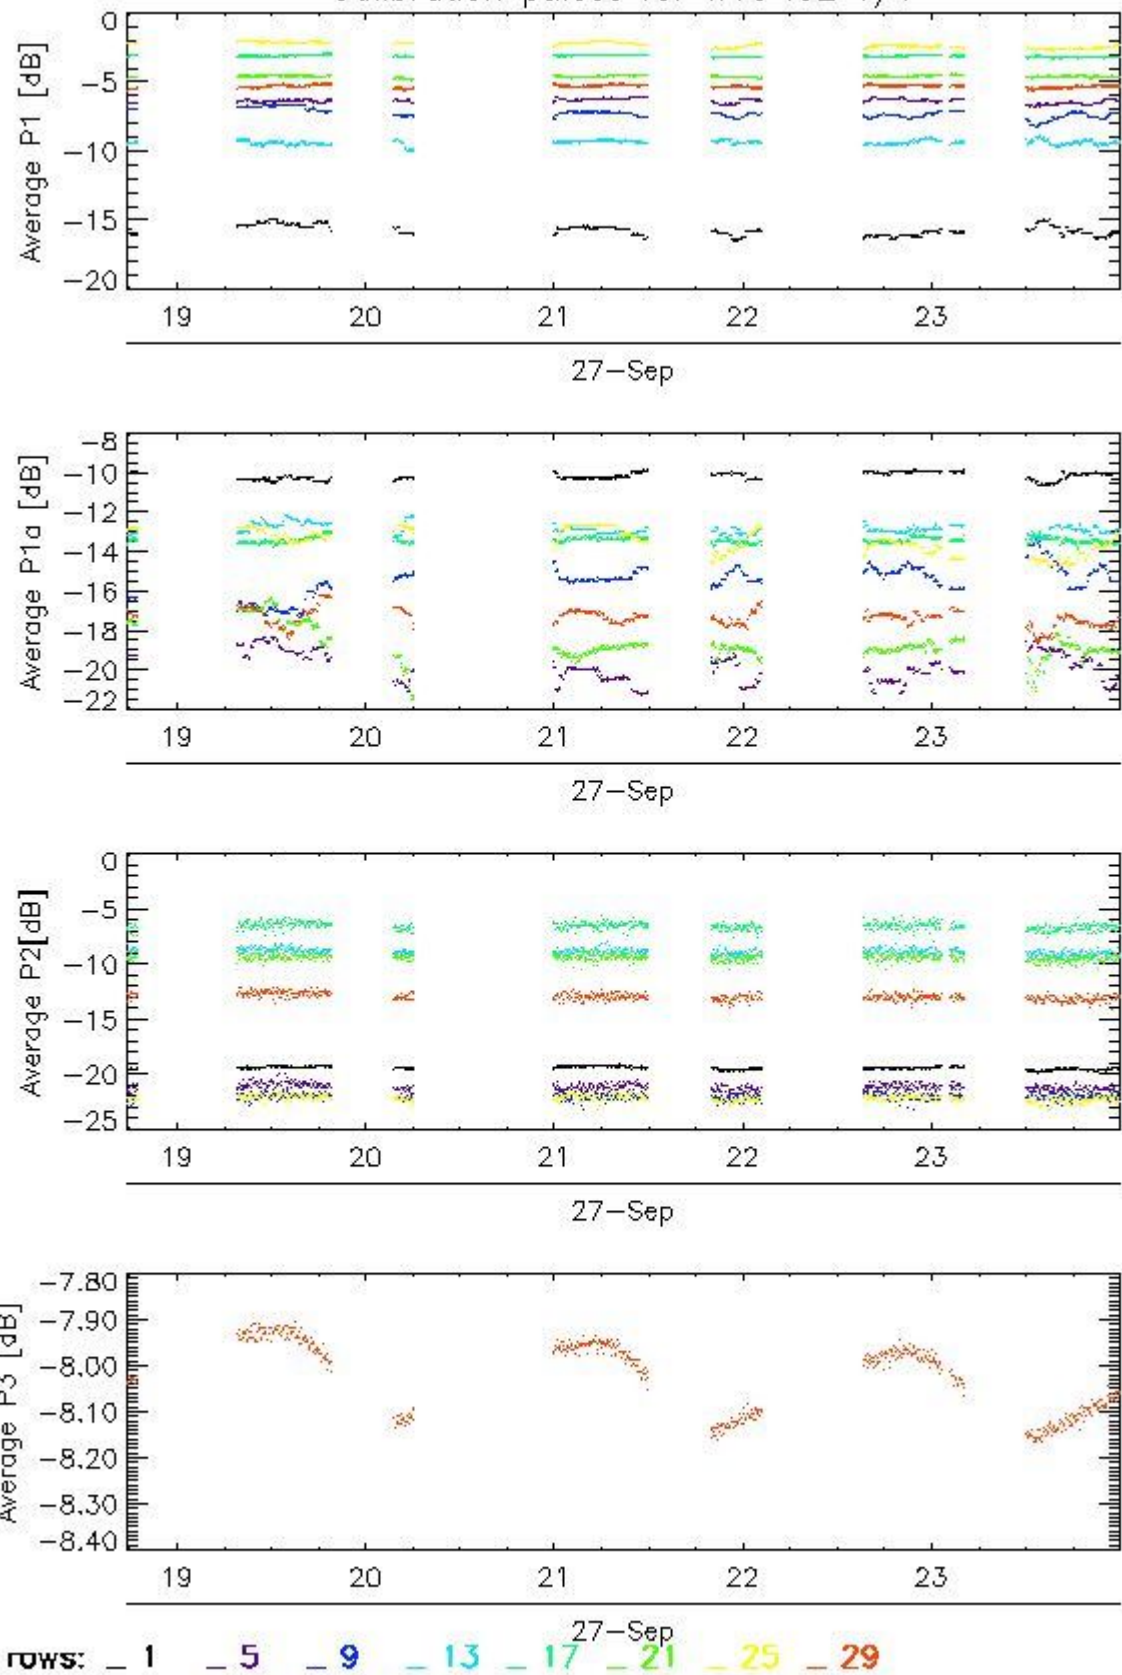 0
−5
−10
−15
−20
Average P1 [dB]
19 20 21 22 23
27−Sep
−8
−10
−12
−14
−16
−18
−20
−22
Average P1a [dB]
19 20 21 22 23
27−Sep
0
−5
−10
−15
−20
−25
Average P2[dB]
19 20 21 22 23
27−Sep
−7.80
−7.90
−8.00
−8.10
−8.20
−8.30
−8.40
Average P3 [dB]
19 20 21 22 23
27−Sep
rows: _ 1 _ 5 _ 9 _ 13 _ 17 _ 21 _ 25 _ 29